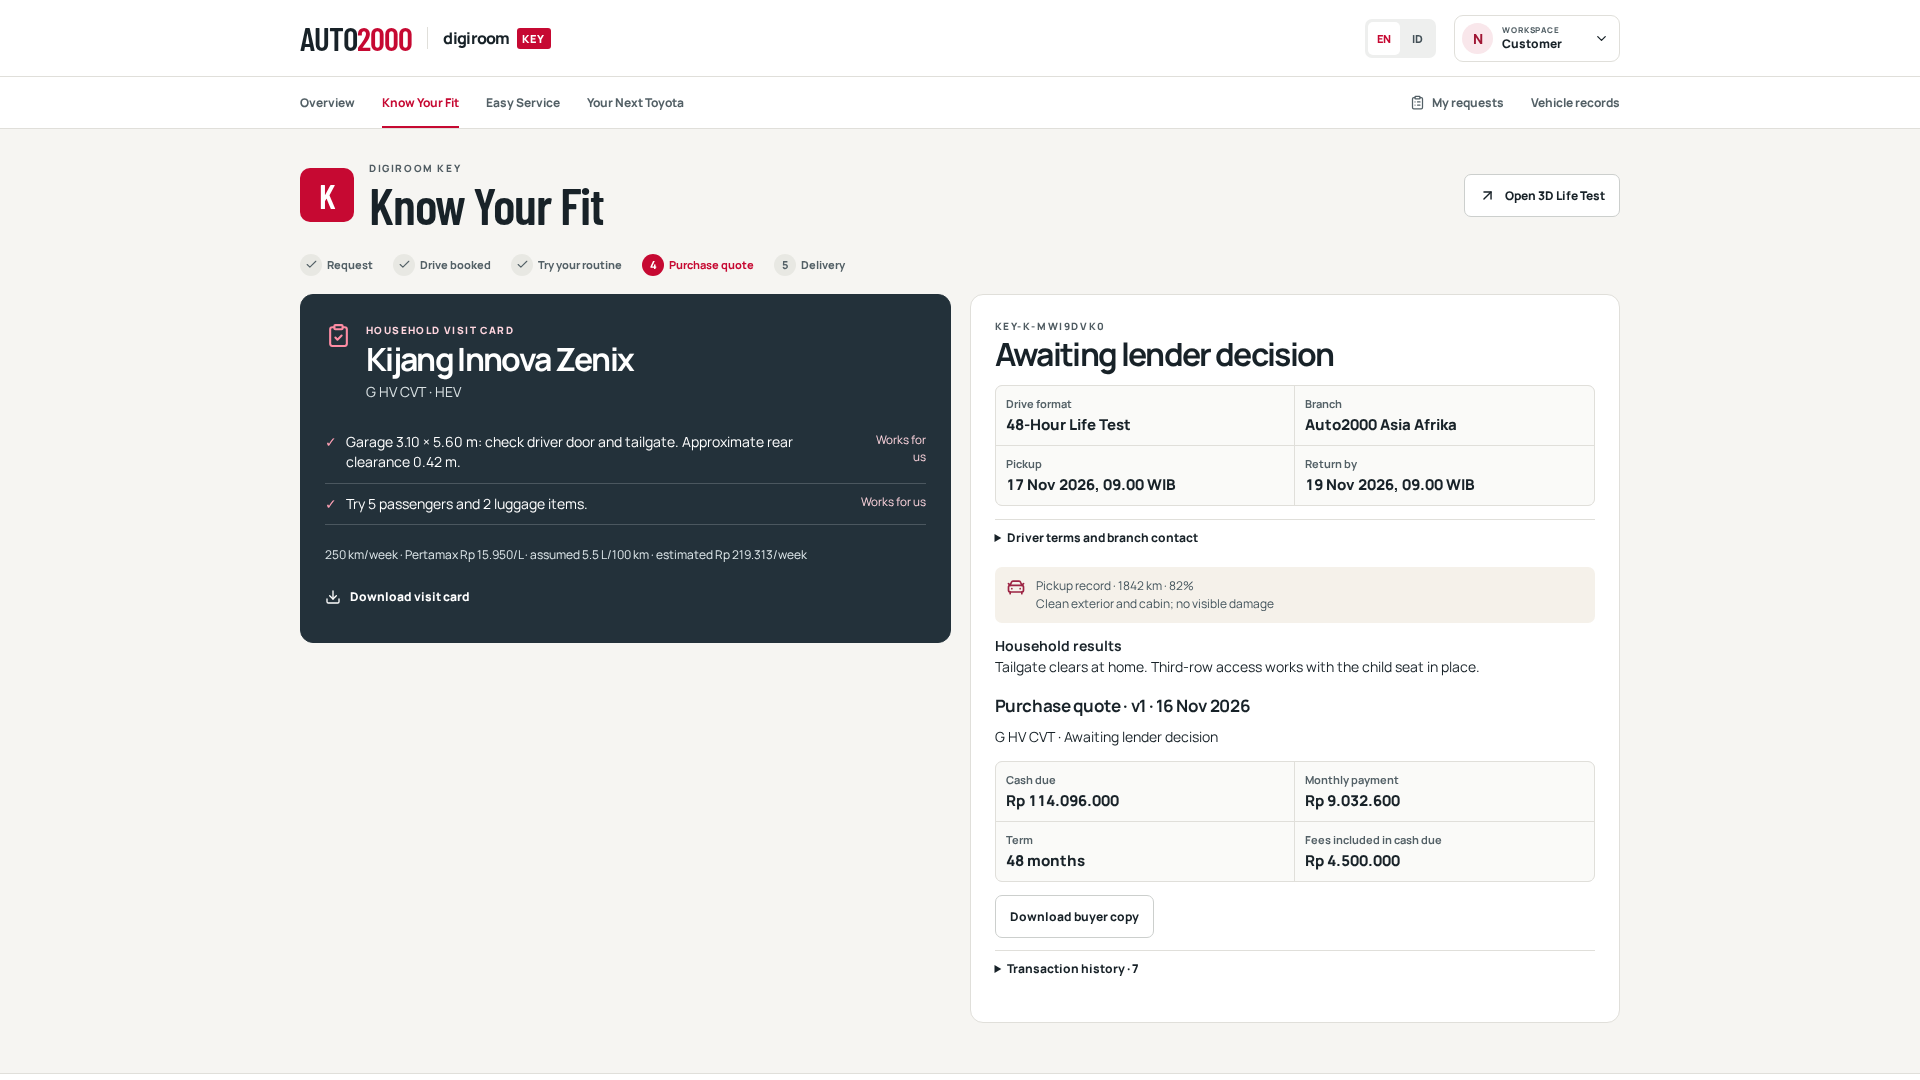 AUTO2000
digiroom KEY
EN ID
N
WORKSPACE
Customer
Overview
Know Your Fit
Easy Service
Your Next Toyota
My requests
Vehicle records
K
DIGIROOM KEY
Know Your Fit
Open 3D Life Test
✓ Request
✓ Drive booked
✓ Try your routine
4 Purchase quote
5 Delivery
HOUSEHOLD VISIT CARD
Kijang Innova Zenix
G HV CVT · HEV
✓ Garage 3.10 × 5.60 m: check driver door and tailgate. Approximate rear
clearance 0.42 m.
Works for
us
✓ Try 5 passengers and 2 luggage items.
Works for us
250 km/week · Pertamax Rp 15.950/L · assumed 5.5 L/100 km · estimated Rp 219.313/week
Download visit card
KEY-K-MWI9DVK0
Awaiting lender decision
Drive format
48-Hour Life Test
Branch
Auto2000 Asia Afrika
Pickup
17 Nov 2026, 09.00 WIB
Return by
19 Nov 2026, 09.00 WIB
Driver terms and branch contact
Pickup record · 1842 km · 82%
Clean exterior and cabin; no visible damage
Household results
Tailgate clears at home. Third-row access works with the child seat in place.
Purchase quote · v1 · 16 Nov 2026
G HV CVT · Awaiting lender decision
Cash due
Rp 114.096.000
Monthly payment
Rp 9.032.600
Term
48 months
Fees included in cash due
Rp 4.500.000
Download buyer copy
Transaction history · 7